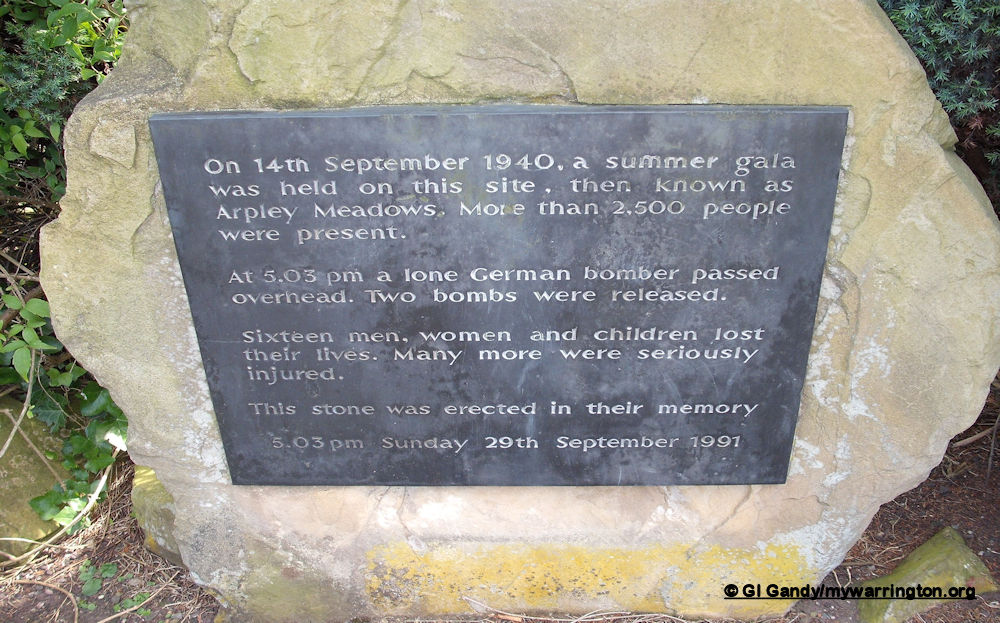 On 14th September 1940, a summer gala
was held on this site, then known as
Arpley Meadows. More than 2,500 people
were present.
At 5.03 pm a lone German bomber passed
overhead. Two bombs were released.
Sixteen men, women and children lost
their lives. Many more were seriously
injured.
This stone was erected in their memory
5.03 pm Sunday 29th September 1991
© GI Gandy/mywarrington.org